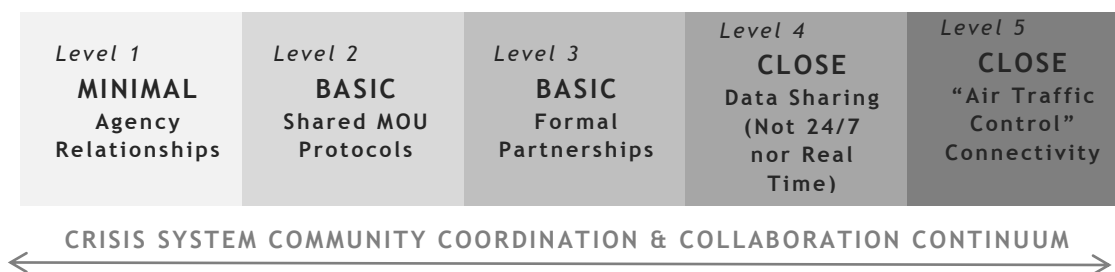 Level 1
MINIMAL
Agency
Relationships
Level 2
BASIC
Shared MOU
Protocols
Level 3
BASIC
Formal
Partnerships
Level 4
CLOSE
Data Sharing
(Not 24/7
nor Real
Time)
Level 5
CLOSE
“Air Traffic
Control”
Connectivity
CRISIS SYSTEM COMMUNITY COORDINATION & COLLABORATION CONTINUUM